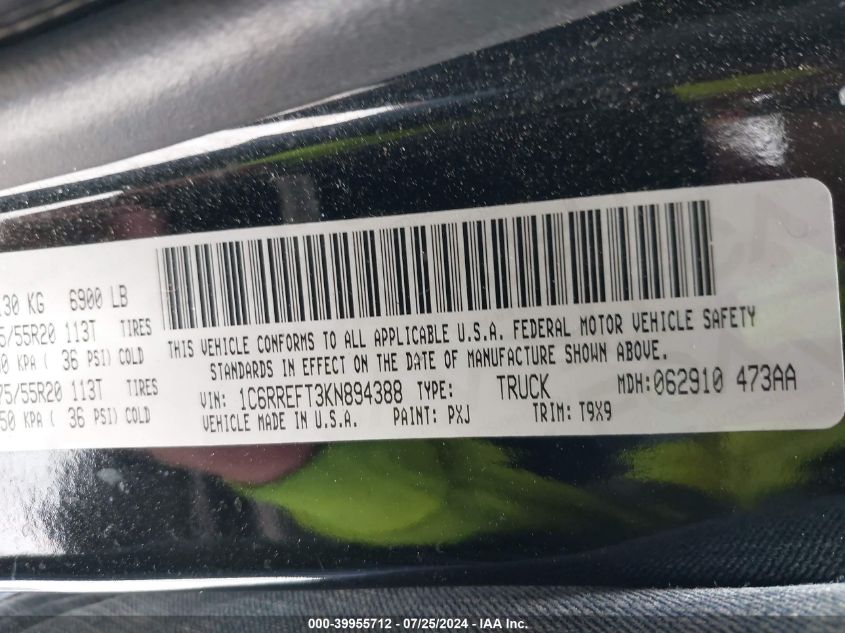 130 KG 6900 LB
5/55R20 113T TIRES
50 KPA ( 36 PSI) COLD
75/55R20 113T TIRES
250 KPA ( 36 PSI) COLD
THIS VEHICLE CONFORMS TO ALL APPLICABLE U.S.A. FEDERAL MOTOR VEHICLE SAFETY
STANDARDS IN EFFECT ON THE DATE OF MANUFACTURE SHOWN ABOVE.
VIN: 1C6RREFT3KN894388 TYPE: TRUCK MDH:062910 473AA
VEHICLE MADE IN U.S.A. PAINT: PXJ TRIM: T9X9
000-39955712 - 07/25/2024 - IAA Inc.